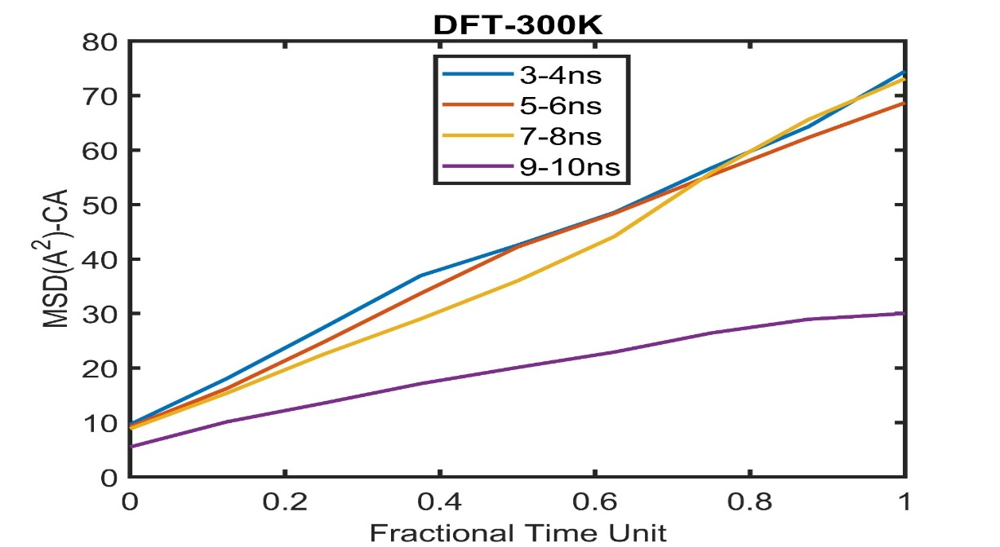 DFT-300K
80
70
60
50
40
30
20
10
0
MSD(A²)-CA
3-4ns
5-6ns
7-8ns
9-10ns
0 0.2 0.4 0.6 0.8 1
Fractional Time Unit